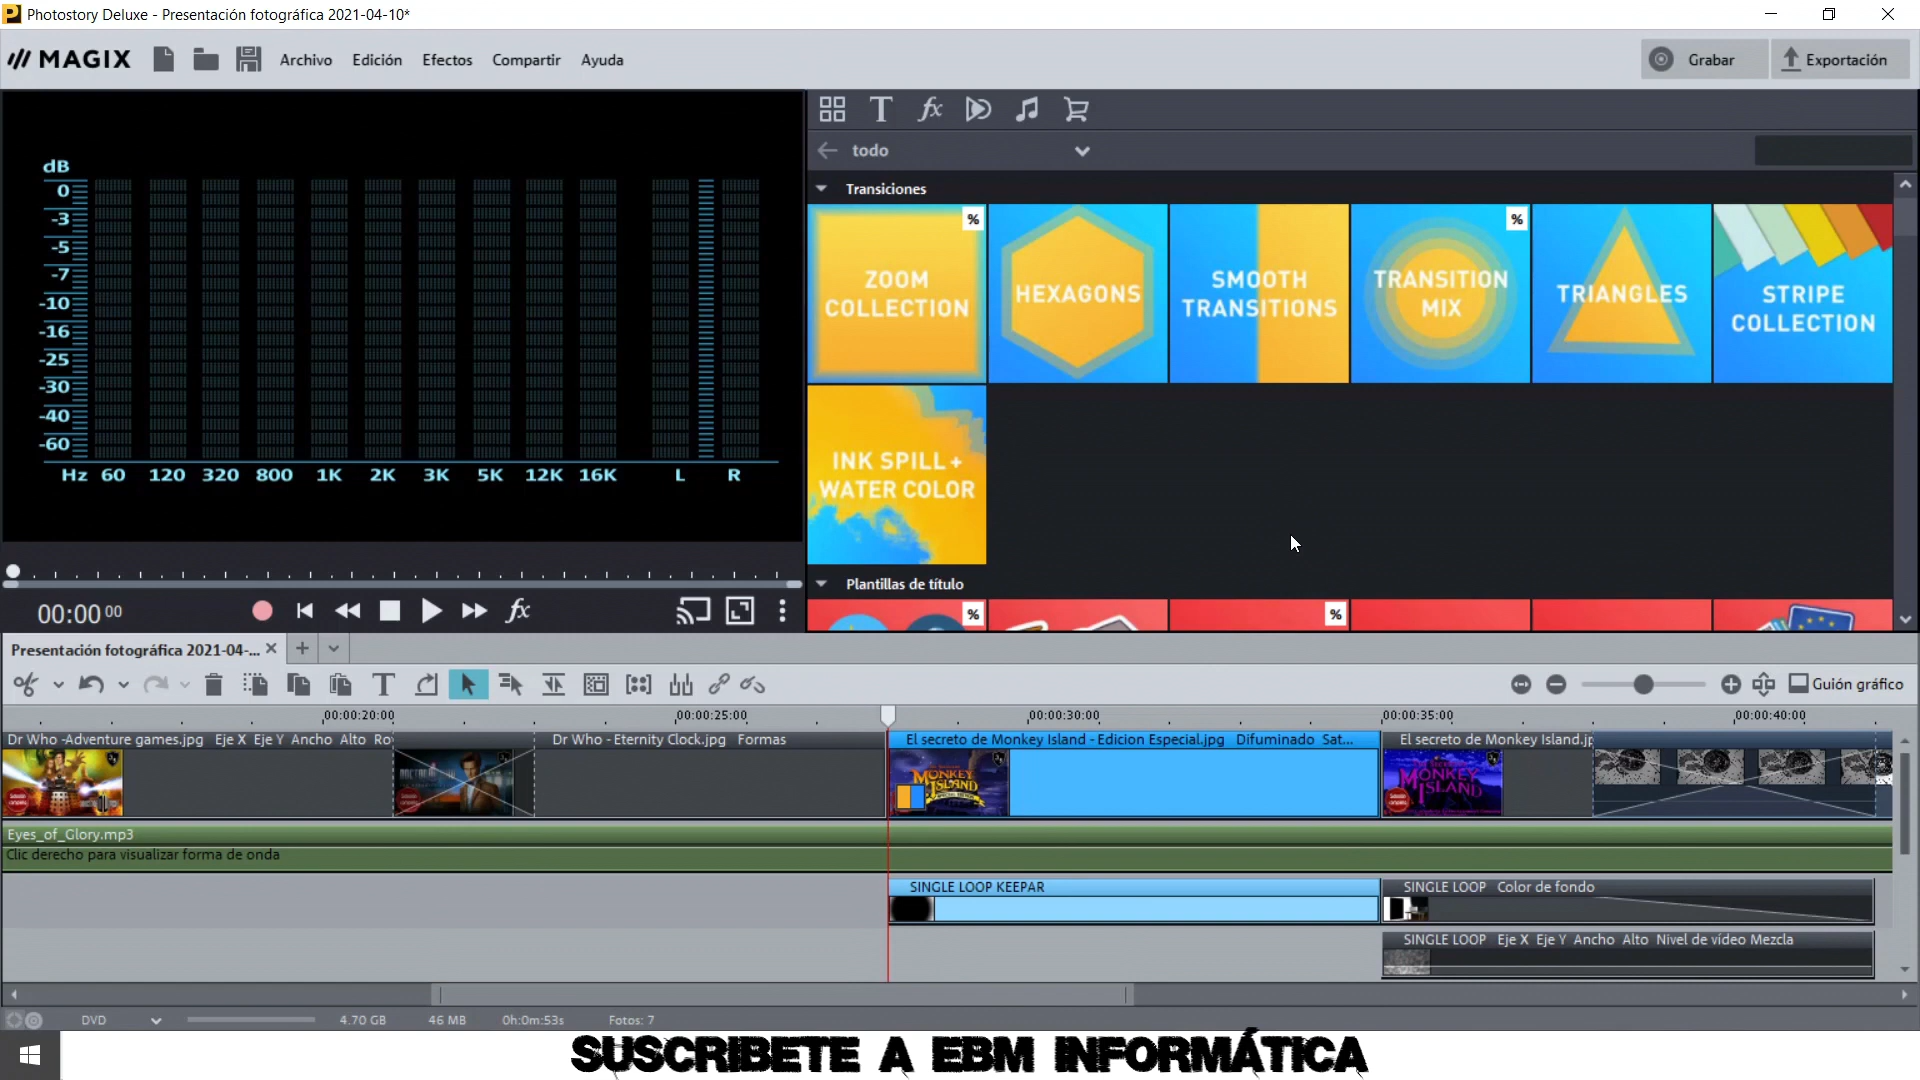 Photostory Deluxe - Presentación fotográfica 2021-04-10*
MAGIX
Archivo Edición Efectos Compartir Ayuda
Grabar
Exportación
T fx
todo
Transiciones
%
ZOOM
COLLECTION
HEXAGONS
SMOOTH
TRANSITIONS
%
TRANSITION
MIX
TRIANGLES
STRIPE
COLLECTION
INK SPILL +
WATER COLOR
Plantillas de título
%
%
dB
0
-3
-5
-7
-10
-16
-25
-30
-40
-60
Hz 60 120 320 800 1K 2K 3K 5K 12K 16K L R
00:00 00
fx
Presentación fotográfica 2021-04-...
T
Guión gráfico
00:00:20:00 00:00:25:00 00:00:30:00 00:00:35:00 00:00:40:00
Dr Who -Adventure games.jpg Eje X Eje Y Ancho Alto Ro
Dr Who - Eternity Clock.jpg Formas
El secreto de Monkey Island - Edicion Especial.jpg Difuminado Sat...
El secreto de Monkey Island.jp
MONKEY
ISLAND
MONKEY
ISLAND
Eyes_of_Glory.mp3
Clic derecho para visualizar forma de onda
SINGLE LOOP KEEPAR
SINGLE LOOP Color de fondo
SINGLE LOOP Eje X Eje Y Ancho Alto Nivel de vídeo Mezcla
DVD 4.70 GB 46 MB 0h:0m:53s Fotos: 7
SUSCRIBETE A EBM INFORMÁTICA